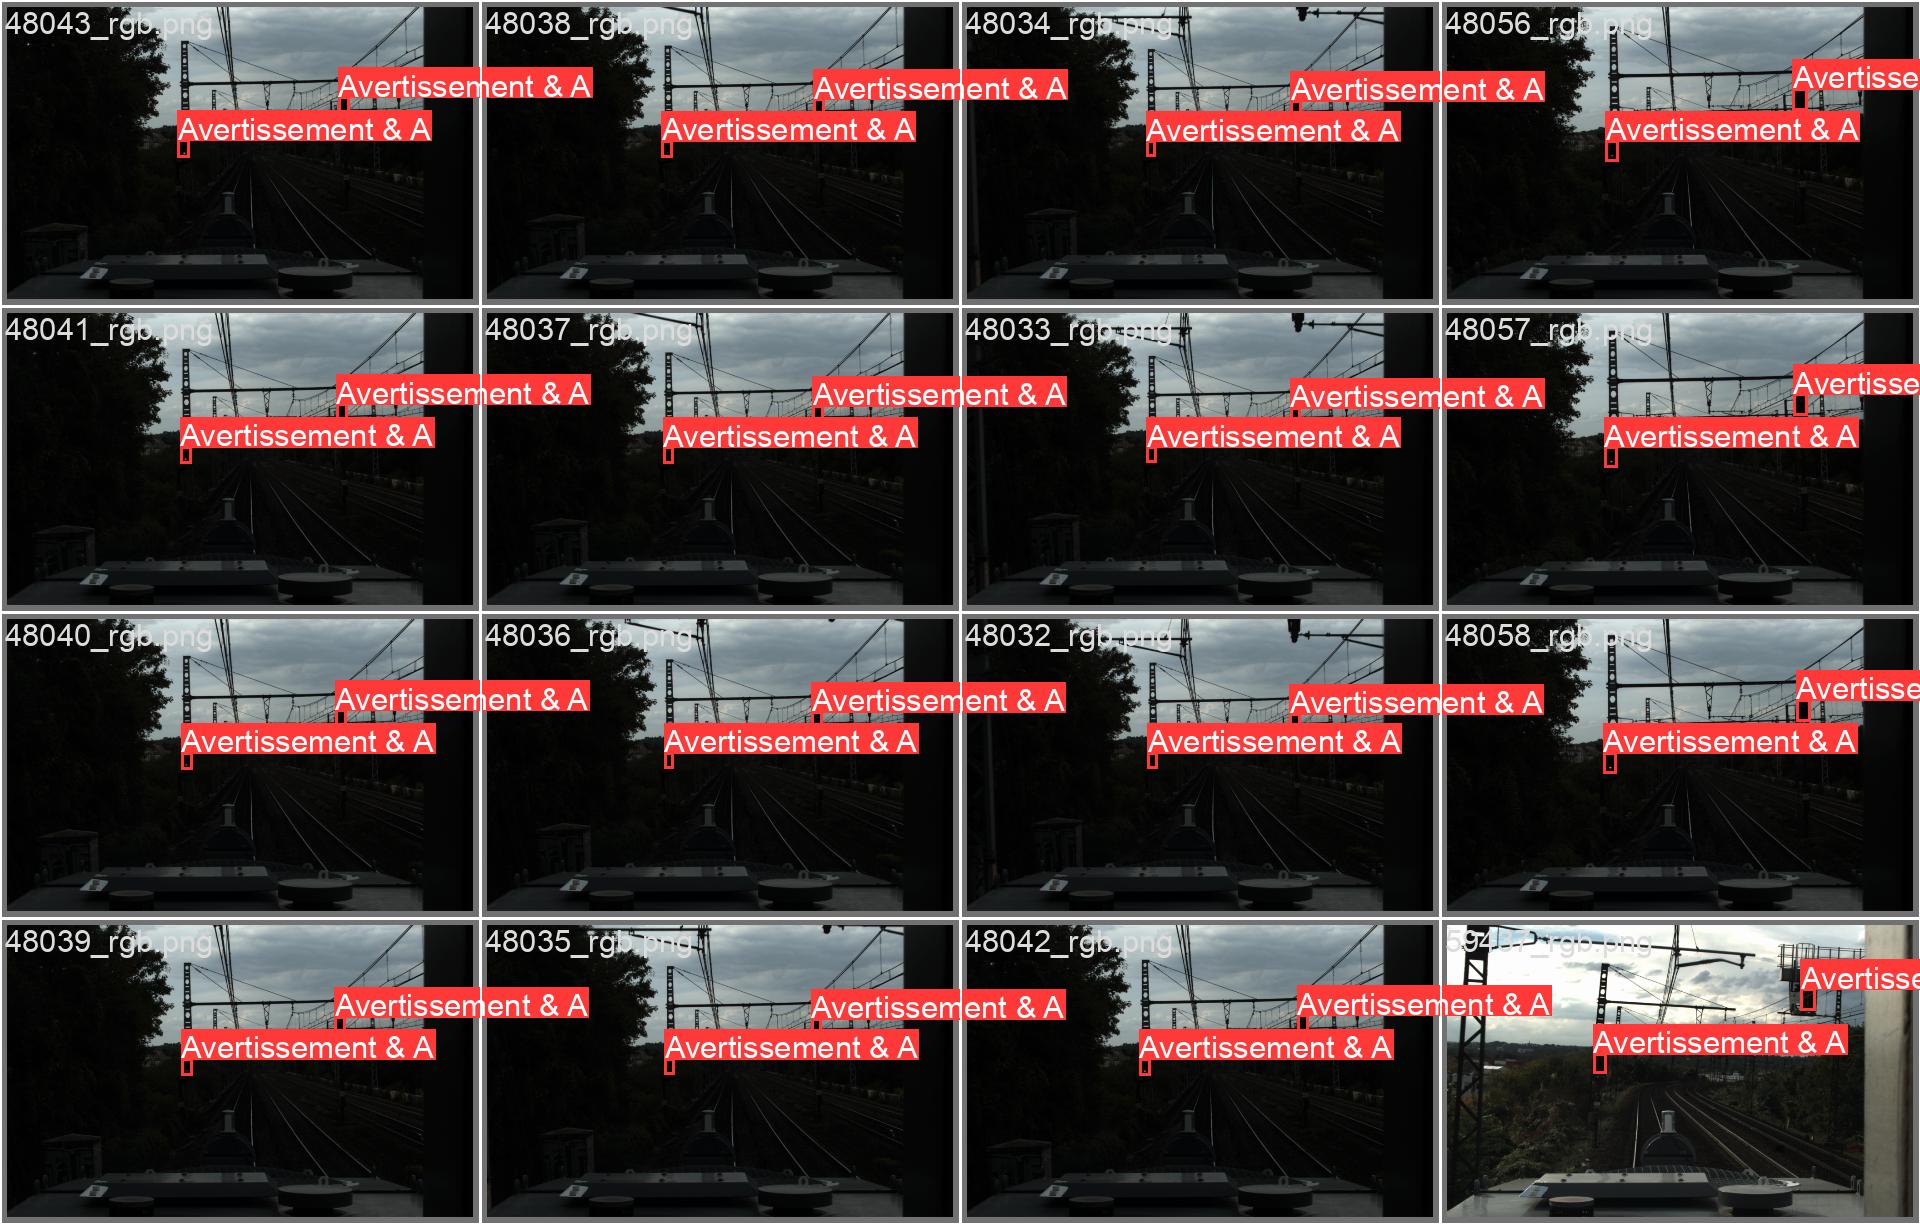 48043_rgb.png
Avertissement & A
Avertissement & A
48038_rgb.png
Avertissement & A
Avertissement & A
48034_rgb.png
Avertissement & A
Avertissement & A
48056_rgb.png
Avertisse
Avertissement & A
48041_rgb.png
Avertissement & A
Avertissement & A
48037_rgb.png
Avertissement & A
Avertissement & A
48033_rgb.png
Avertissement & A
Avertissement & A
48057_rgb.png
Avertisse
Avertissement & A
48040_rgb.png
Avertissement & A
Avertissement & A
48036_rgb.png
Avertissement & A
Avertissement & A
48032_rgb.png
Avertissement & A
Avertissement & A
48058_rgb.png
Avertisse
Avertissement & A
48039_rgb.png
Avertissement & A
Avertissement & A
48035_rgb.png
Avertissement & A
Avertissement & A
48042_rgb.png
Avertissement & A
Avertissement & A
Avertisse
Avertissement & A